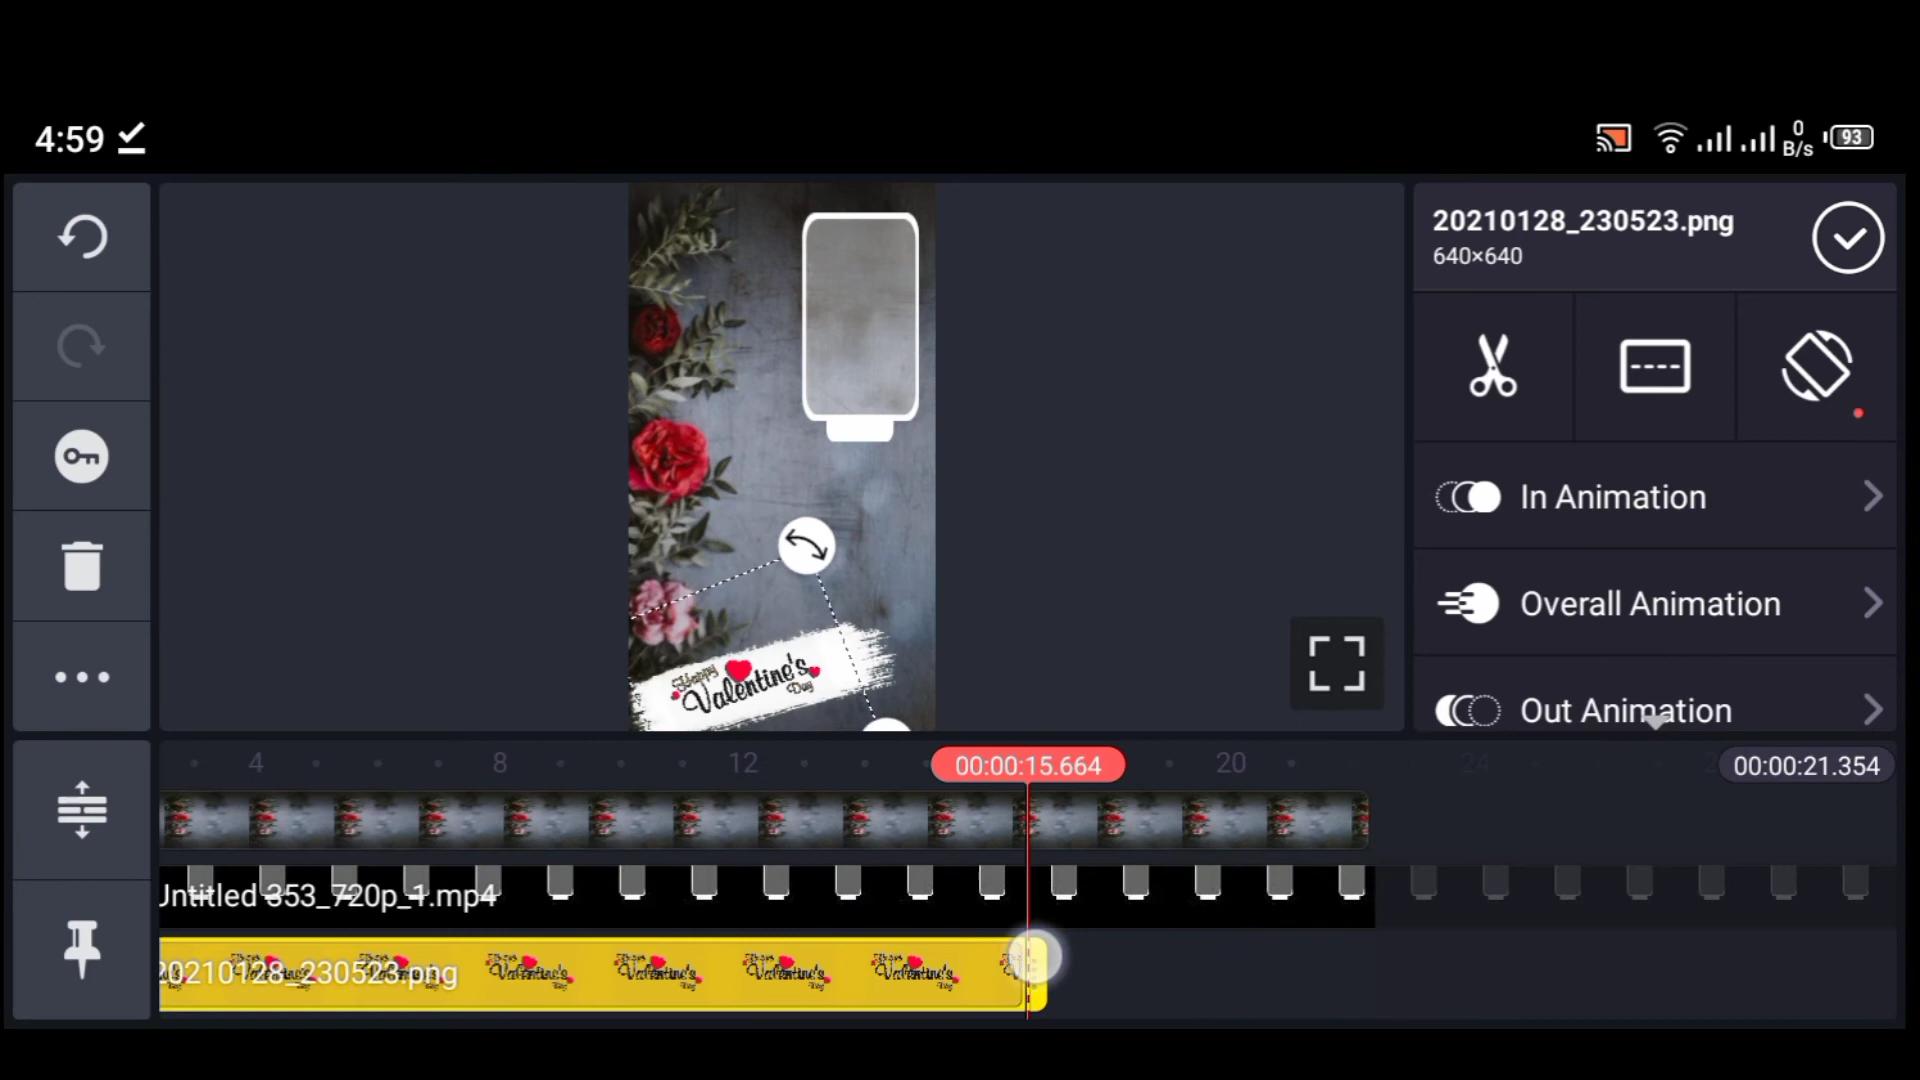 4:59
0
B/s
93
20210128_230523.png
640×640
In Animation
Overall Animation
Out Animation
Happy
Valentine's
Day
4
8
12
00:00:15.664
20
24
00:00:21.354
Untitled 353_720p_1.mp4
20210128_230523.png